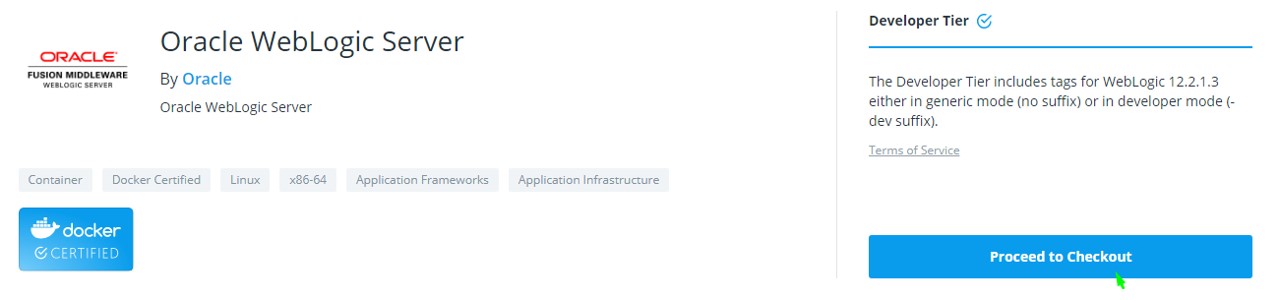 ORACLE
FUSION MIDDLEWARE
WEBLOGIC SERVER
Oracle WebLogic Server
By Oracle
Oracle WebLogic Server
Container
Docker Certified
Linux
x86-64
Application Frameworks
Application Infrastructure
docker
CERTIFIED
Developer Tier
The Developer Tier includes tags for WebLogic 12.2.1.3
either in generic mode (no suffix) or in developer mode (-
dev suffix).
Terms of Service
Proceed to Checkout